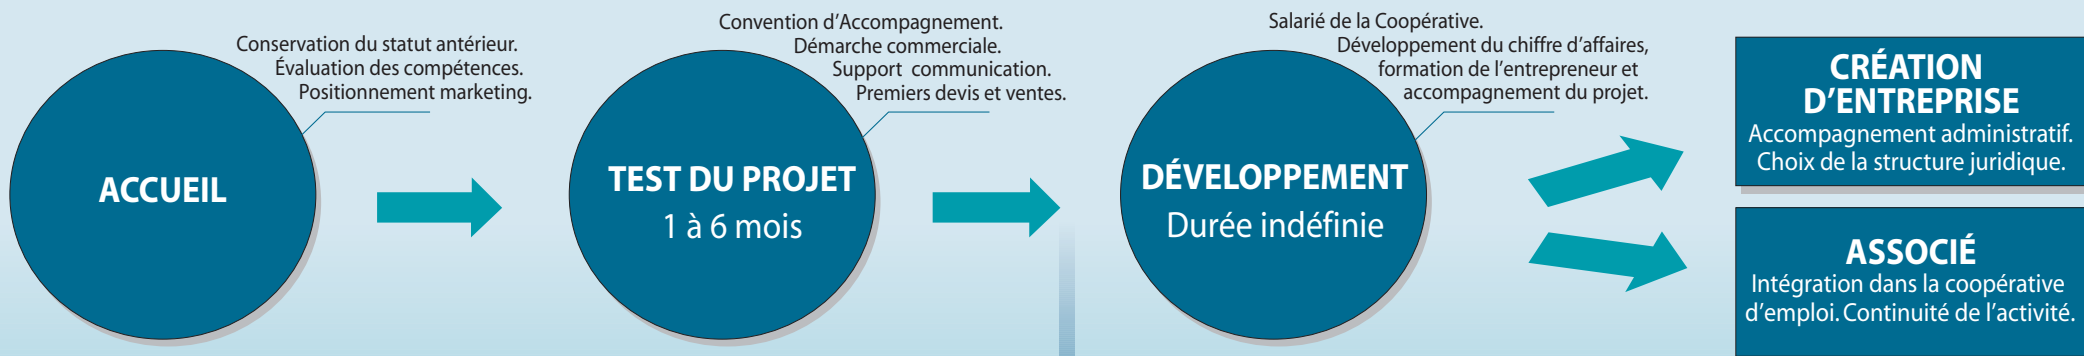 Conservation du statut antérieur.
Évaluation des compétences.
Positionnement marketing.
ACCUEIL
Convention d’Accompagnement.
Démarche commerciale.
Support communication.
Premiers devis et ventes.
TEST DU PROJET
1 à 6 mois
Salarié de la Coopérative.
Développement du chiffre d’affaires,
formation de l’entrepreneur et
accompagnement du projet.
DÉVELOPPEMENT
Durée indéfinie
CRÉATION
D’ENTREPRISE
Accompagnement administratif.
Choix de la structure juridique.
ASSOCIÉ
Intégration dans la coopérative
d’emploi. Continuité de l’activité.